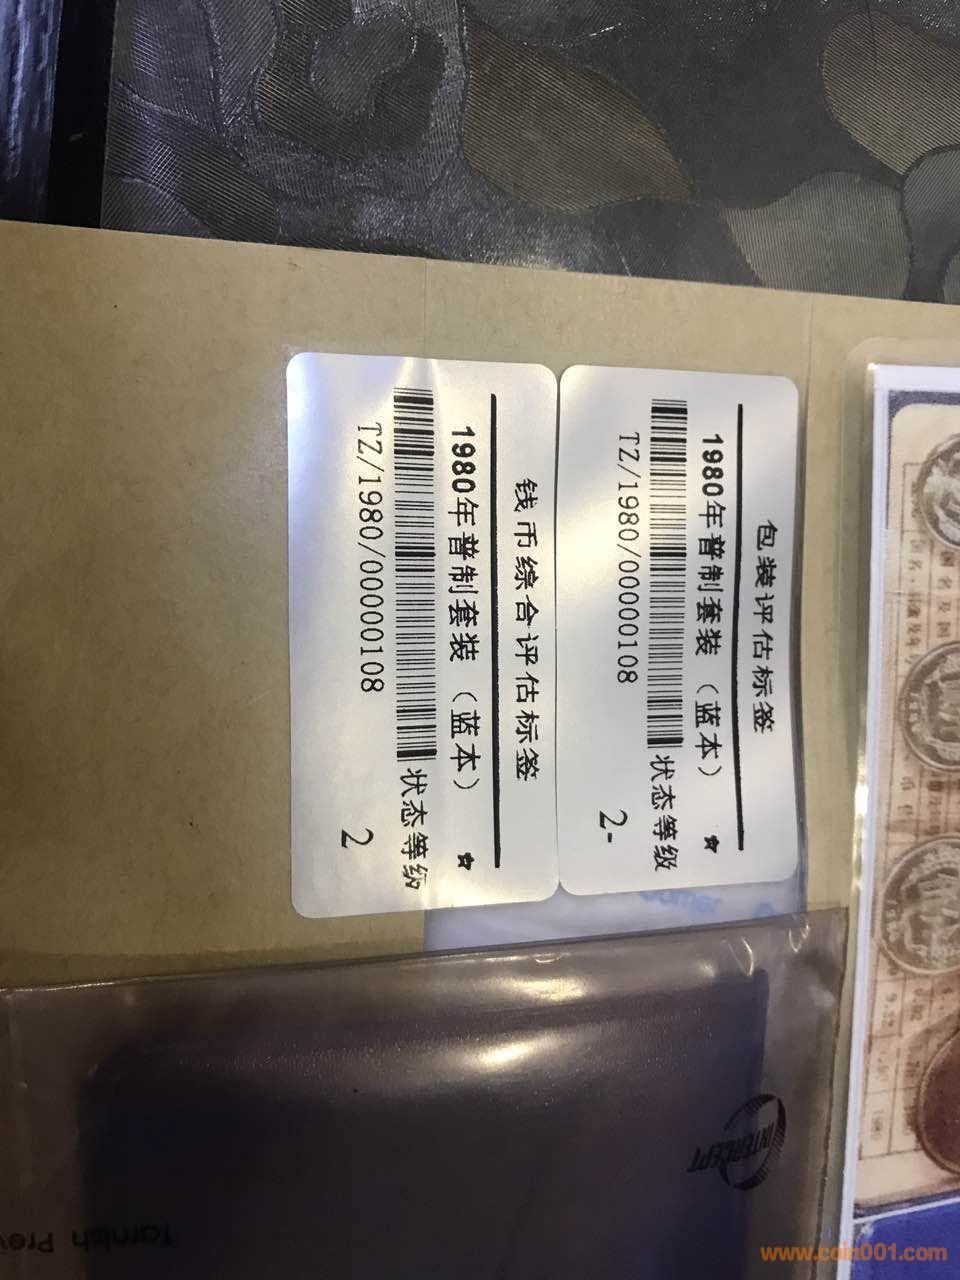 包装评估标签
1980年普制套装（蓝本）
状态等级
TZ/1980/00000108
2-
钱币综合评估标签
1980年普制套装（蓝本）
状态等级
TZ/1980/00000108
2
INTERCEPT
Tarnish
www.coin001.com